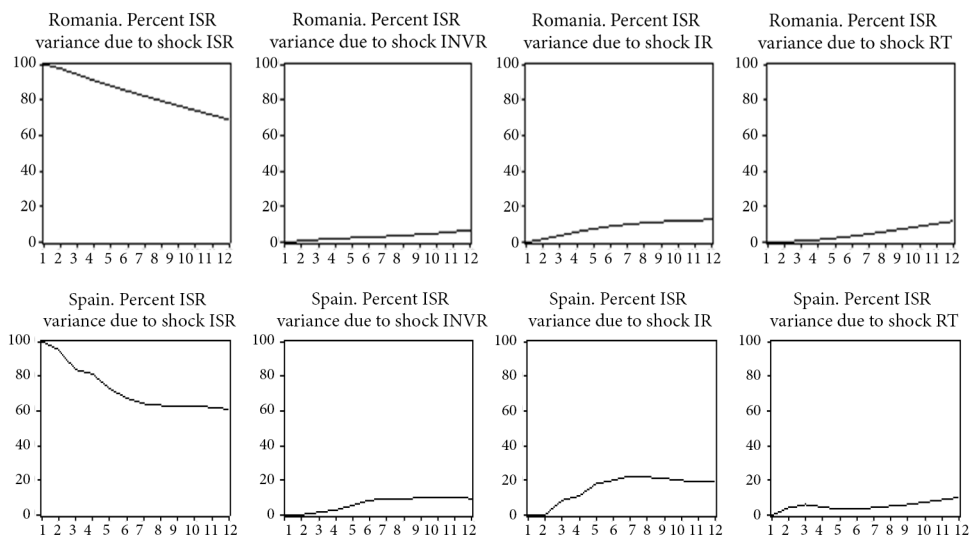 Romania. Percent ISR
variance due to shock ISR
Romania. Percent ISR
variance due to shock INVR
Romania. Percent ISR
variance due to shock IR
Romania. Percent ISR
variance due to shock RT
100
80
60
40
20
0
1 2 3 4 5 6 7 8 9 10 11 12
100
80
60
40
20
0
1 2 3 4 5 6 7 8 9 10 11 12
100
80
60
40
20
0
1 2 3 4 5 6 7 8 9 10 11 12
100
80
60
40
20
0
1 2 3 4 5 6 7 8 9 10 11 12
Spain. Percent ISR
variance due to shock ISR
Spain. Percent ISR
variance due to shock INVR
Spain. Percent ISR
variance due to shock IR
Spain. Percent ISR
variance due to shock RT
100
80
60
40
20
0
1 2 3 4 5 6 7 8 9 10 11 12
100
80
60
40
20
0
1 2 3 4 5 6 7 8 9 10 11 12
100
80
60
40
20
0
1 2 3 4 5 6 7 8 9 10 11 12
100
80
60
40
20
0
1 2 3 4 5 6 7 8 9 10 11 12